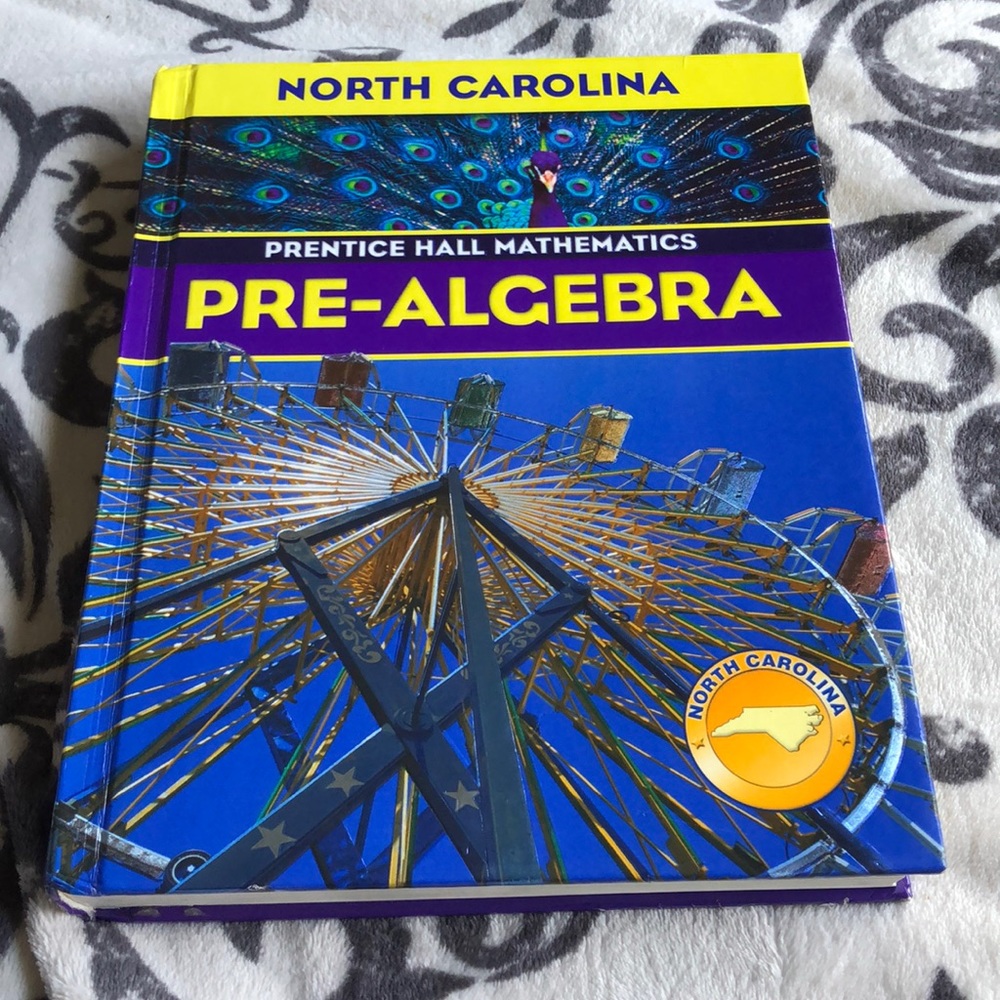 NORTH CAROLINA
PRENTICE HALL MATHEMATICS
PRE-ALGEBRA
NORTH CAROLINA